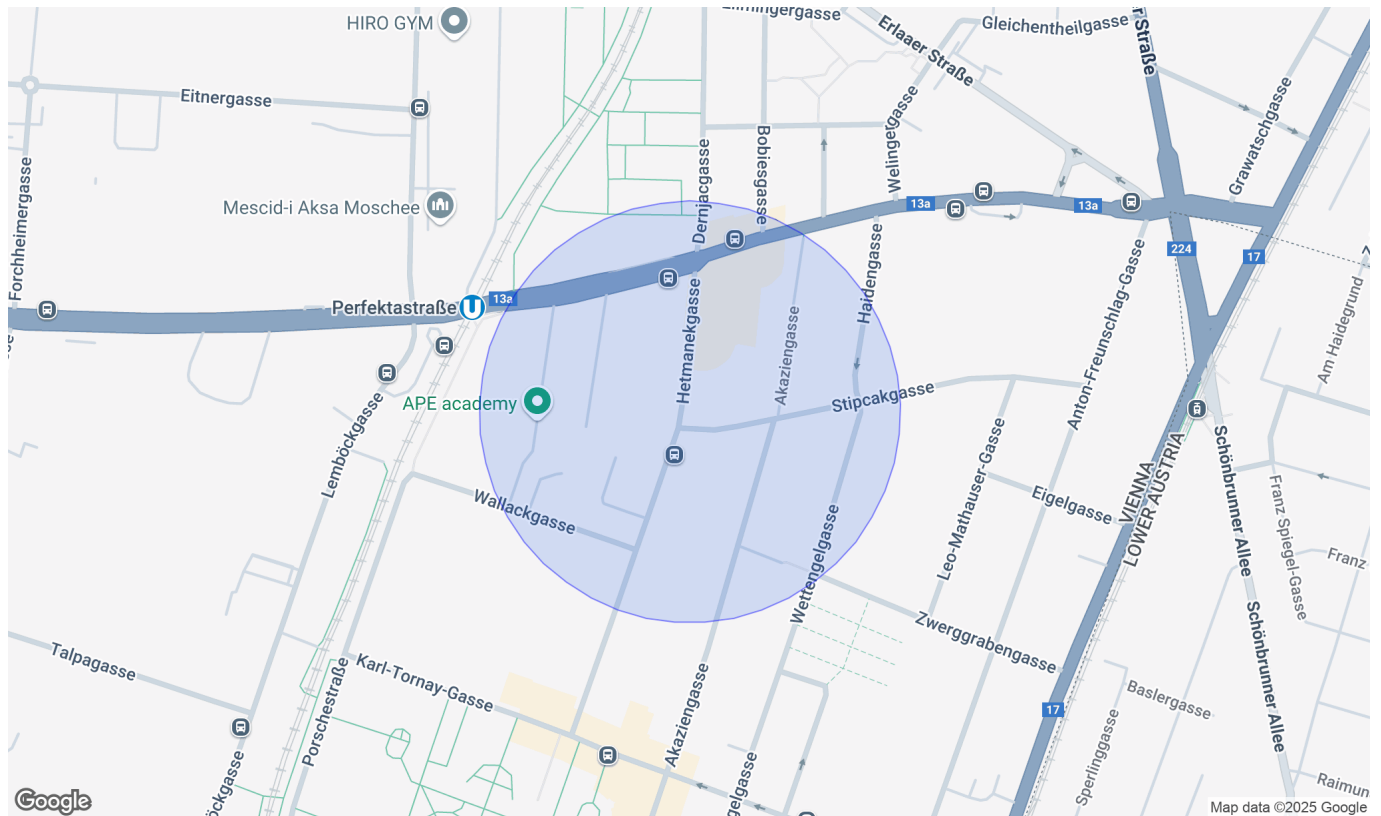 HIRO GYM
Erlaaer Straße
Gleichentheilgasse
Eitnergasse
Dernjacgasse
Bobiesgasse
Welingergasse
Grawatschgasse
Forchheimergasse
Mescid-i Aksa Moschee
13a
13a
Perfektastraße
13a
224
17
Haidengasse
Anton-Freunschlag-Gasse
Am Haidegrund
Hetmanekgasse
Akaziengasse
APE academy
Stipcakgasse
Lemböckgasse
Leo-Mathauser-Gasse
Schönbrunner Allee
VIENNA
LOWER AUSTRIA
Wallackgasse
Eigelgasse
Franz Spiegel-Gasse
Franz
Wettengelgasse
Schönbrunner Allee
Zwerggrabengasse
Talpagasse
Karl-Tornay-Gasse
Porschestraße
Akaziengasse
Baslergasse
17
Sperlinggasse
Google
Map data ©2025 Google